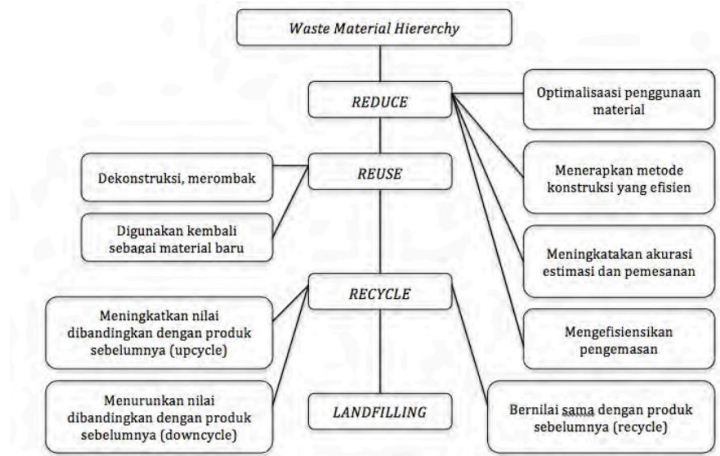 Waste Material Hiererchy
REDUCE
Optimalisaasi penggunaan
material
Menerapkan metode
konstruksi yang efisien
Meningkatakan akurasi
estimasi dan pemesanan
Mengefisiensikan
pengemasan
REUSE
Dekonstruksi, merombak
Digunakan kembali
sebagai material baru
RECYCLE
Meningkatkan nilai
dibandingkan dengan produk
sebelumnya (upcycle)
Menurunkan nilai
dibandingkan dengan produk
sebelumnya (downcycle)
Bernilai sama dengan produk
sebelumnya (recycle)
LANDFILLING